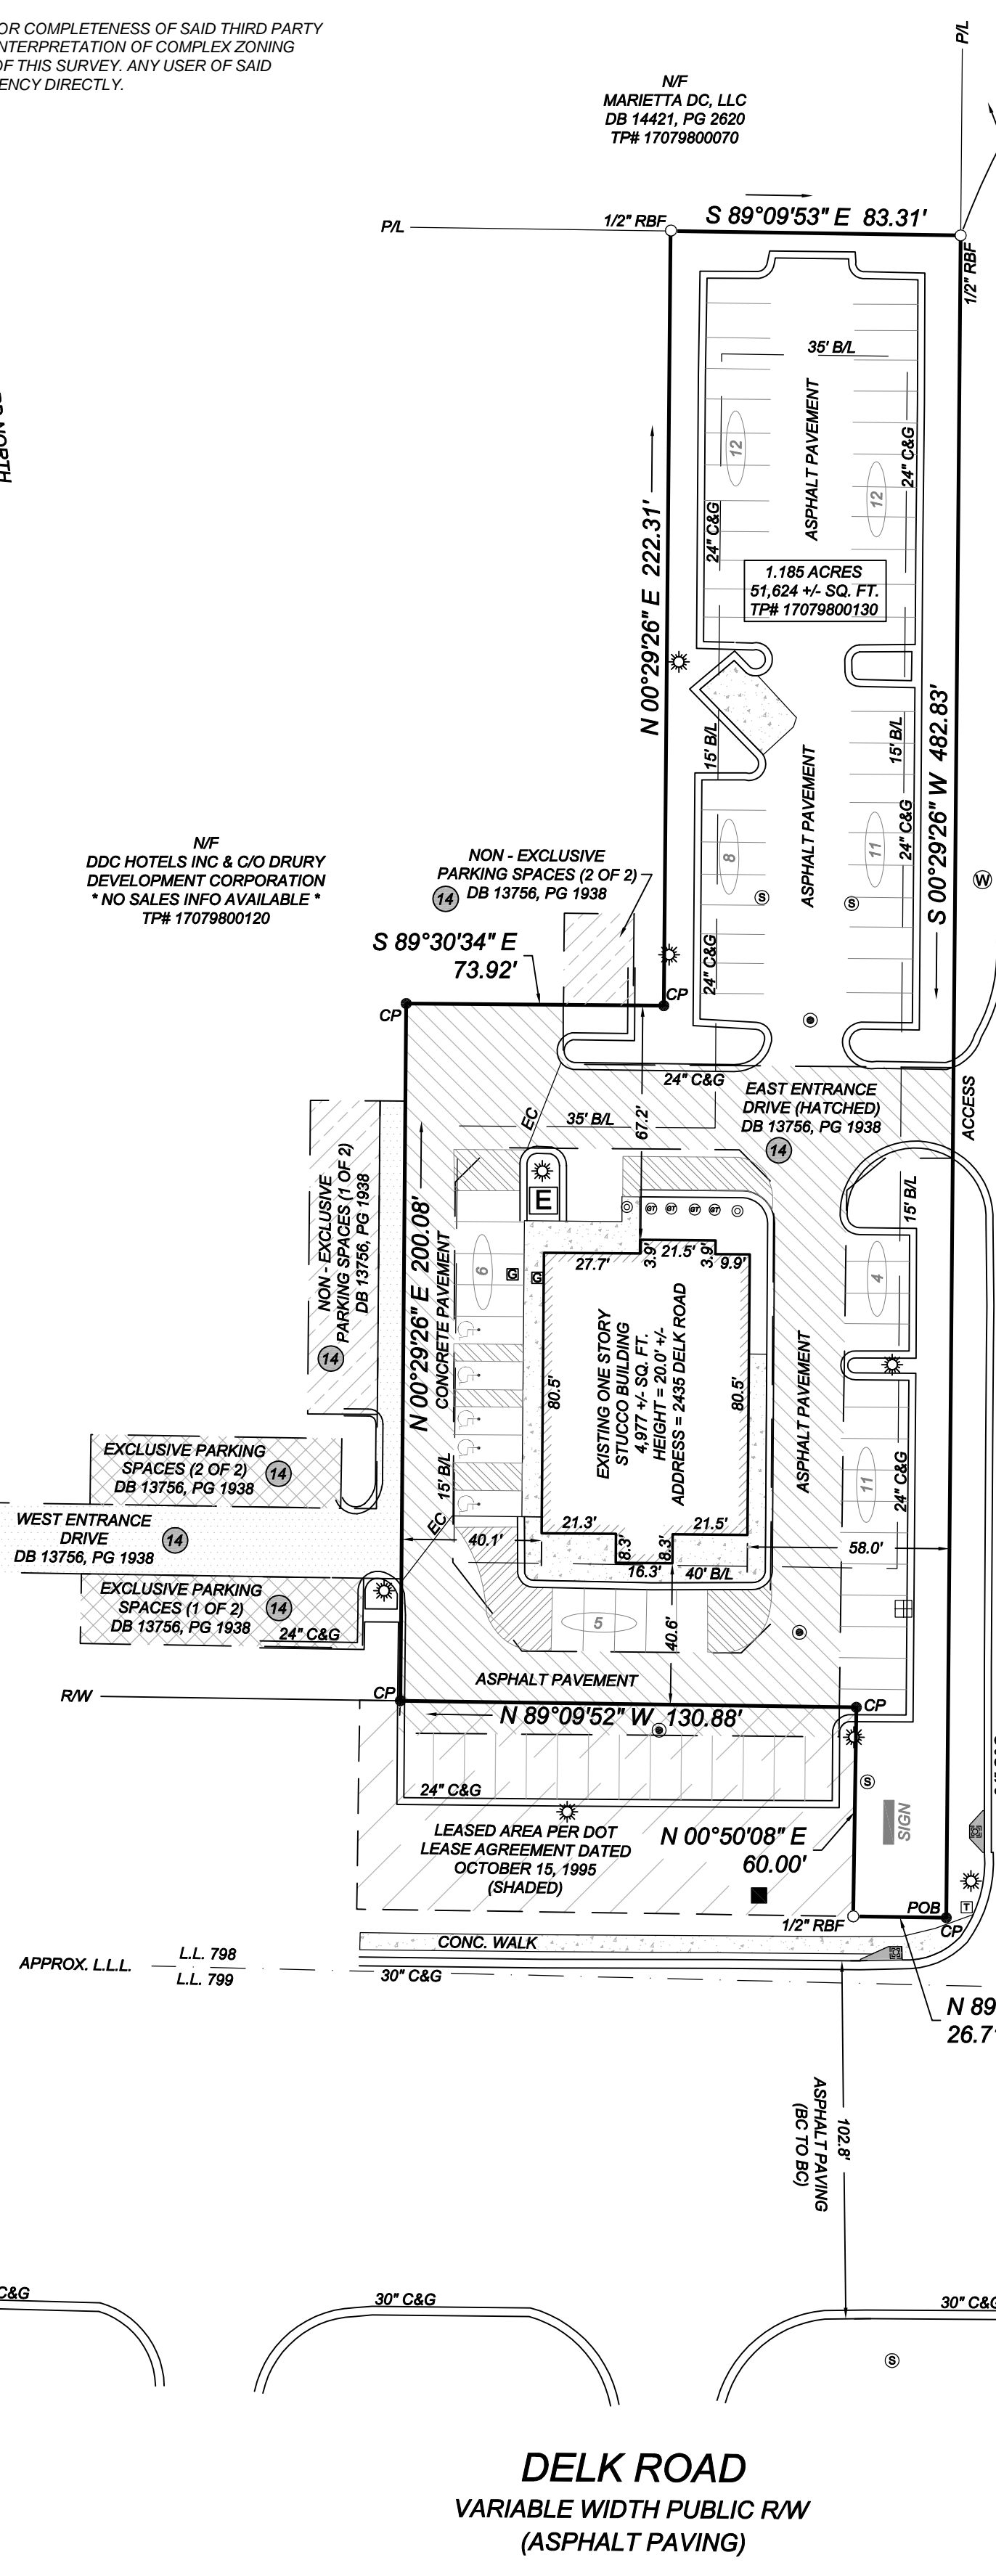 OR COMPLETENESS OF SAID THIRD PARTY
NTERPRETATION OF COMPLEX ZONING
OF THIS SURVEY. ANY USER OF SAID
ENCY DIRECTLY.
P/L
N/F
MARIETTA DC, LLC
DB 14421, PG 2620
TP# 17079800070
P/L
1/2" RBF
S 89°09'53" E 83.31'
1/2" RBF
35' B/L
NORTH
12
12
ASPHALT PAVEMENT
24" C&G
24" C&G
1.185 ACRES
51,624 +/- SQ. FT.
TP# 17079800130
N 00°29'26" E 222.31'
15' B/L
15' B/L
S 00°29'26" W 482.83'
ASPHALT PAVEMENT
8
11
24" C&G
N/F
DDC HOTELS INC & C/O DRURY
DEVELOPMENT CORPORATION
* NO SALES INFO AVAILABLE *
TP# 17079800120
NON - EXCLUSIVE
PARKING SPACES (2 OF 2)
14
DB 13756, PG 1938
W
S
S
S 89°30'34" E
73.92'
24" C&G
CP
CP
24" C&G
EAST ENTRANCE
DRIVE (HATCHED)
DB 13756, PG 1938
14
ACCESS
EC
35' B/L
67.2'
NON - EXCLUSIVE
PARKING SPACES (1 OF 2)
DB 13756, PG 1938
14
N 00°29'26" E 200.08'
CONCRETE PAVEMENT
E
GT
GT
GT
GT
15' B/L
6
G
G
27.7'
3.9'
21.5'
3.9'
9.9'
4
EXISTING ONE STORY
STUCCO BUILDING
4,977 +/- SQ. FT.
HEIGHT = 20.0' +/-
ADDRESS = 2435 DELK ROAD
80.5'
80.5'
ASPHALT PAVEMENT
EXCLUSIVE PARKING
SPACES (2 OF 2)
DB 13756, PG 1938
14
15' B/L
11
24" C&G
WEST ENTRANCE
DRIVE
DB 13756, PG 1938
14
EC
40.1'
21.3'
8.3'
16.3'
8.3'
21.5'
58.0'
40' B/L
EXCLUSIVE PARKING
SPACES (1 OF 2)
DB 13756, PG 1938
14
24" C&G
5
40.6'
ASPHALT PAVEMENT
R/W
CP
CP
N 89°09'52" W 130.88'
24" C&G
S
SIGN
LEASED AREA PER DOT
LEASE AGREEMENT DATED
OCTOBER 15, 1995
(SHADED)
N 00°50'08" E
60.00'
T
1/2" RBF
POB
CP
CONC. WALK
APPROX. L.L.L.
L.L. 798
L.L. 799
30" C&G
N 89
26.7
ASPHALT PAVING
(BC TO BC)
102.8'
C&G
30" C&G
30" C&G
S
DELK ROAD
VARIABLE WIDTH PUBLIC R/W
(ASPHALT PAVING)